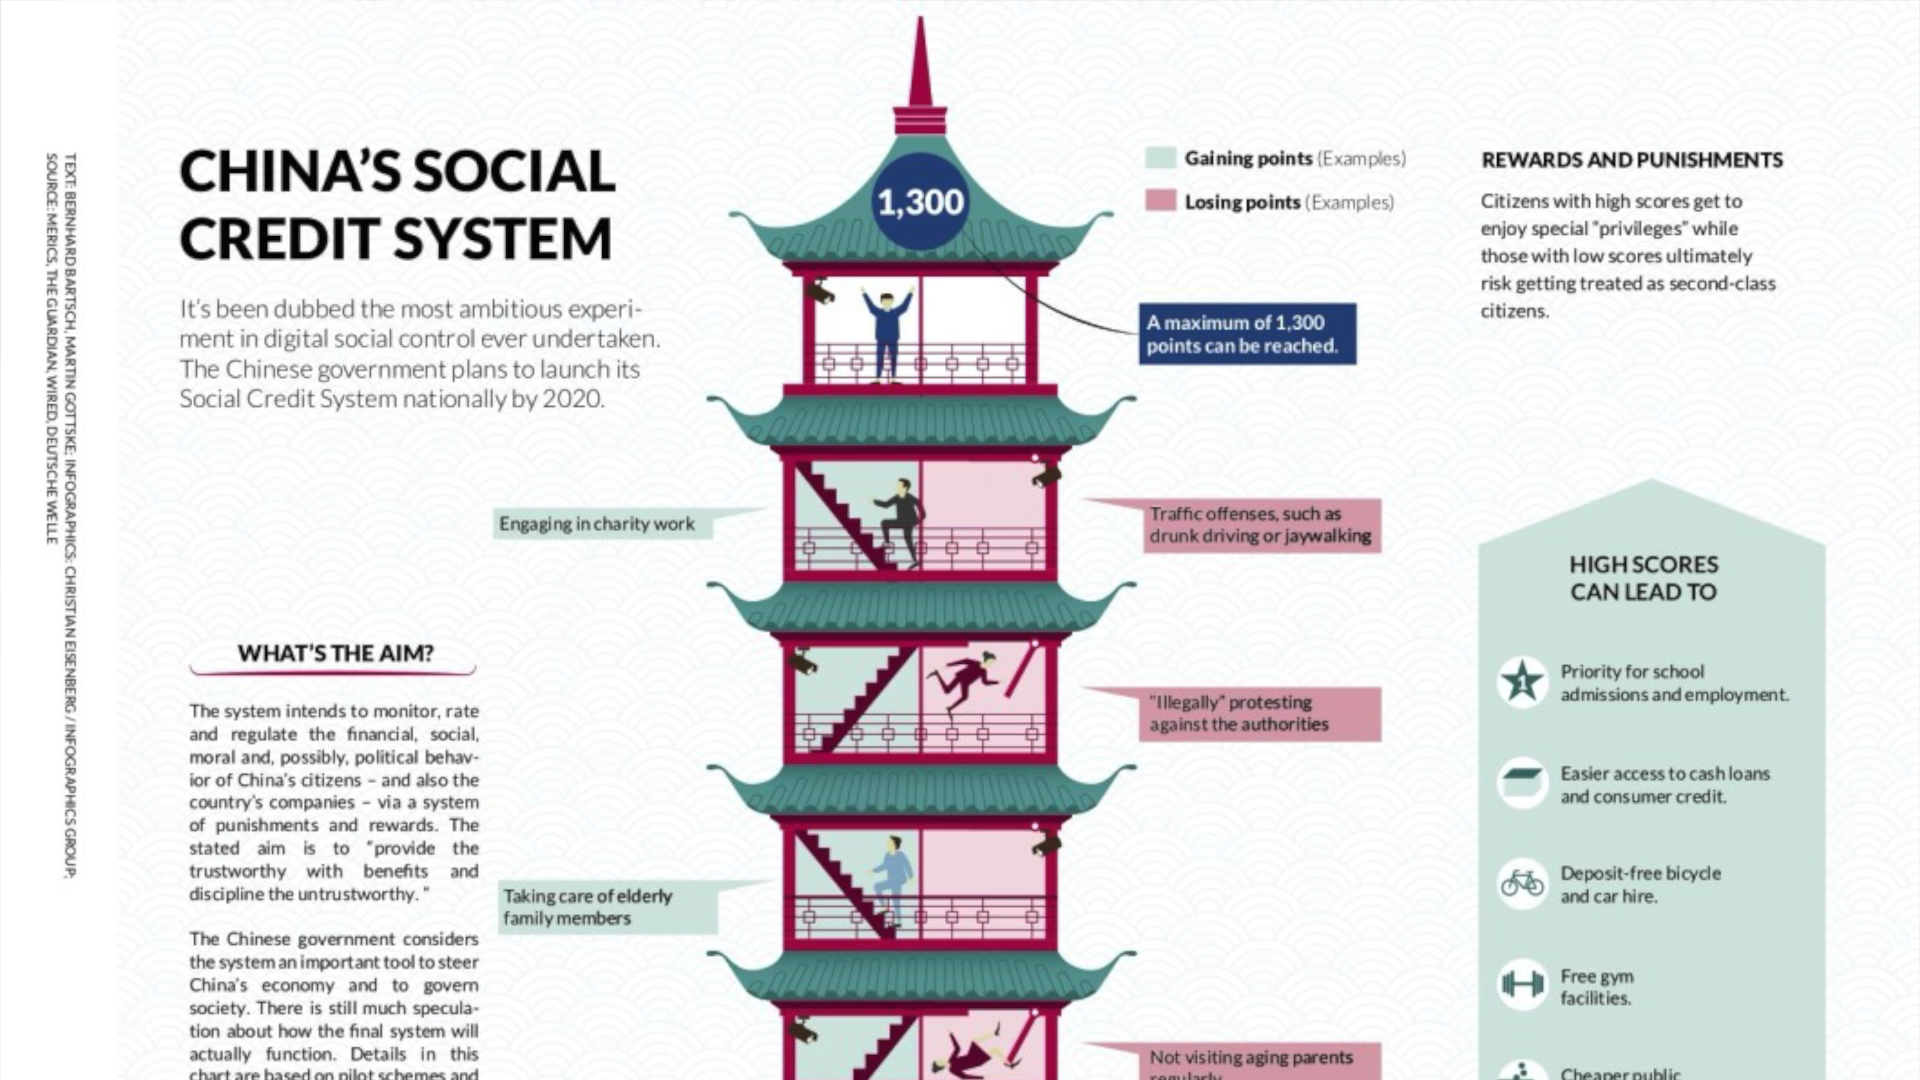 TEXT: BERNHARD BARTSCH, MARTIN GOTTSKE; INFOGRAPHICS: CHRISTIAN EISENBERG / INFOGRAPHICS GROUP;
SOURCE: MERICS, THE GUARDIAN, WIRED, DEUTSCHE WELLE
CHINA'S SOCIAL
CREDIT SYSTEM
It's been dubbed the most ambitious experi-
ment in digital social control ever undertaken.
The Chinese government plans to launch its
Social Credit System nationally by 2020.
WHAT'S THE AIM?
The system intends to monitor, rate
and regulate the financial, social,
moral and, possibly, political behav-
ior of China's citizens – and also the
country's companies – via a system
of punishments and rewards. The
stated aim is to "provide the
trustworthy with benefits and
discipline the untrustworthy. "
The Chinese government considers
the system an important tool to steer
China's economy and to govern
society. There is still much specula-
tion about how the final system will
actually function. Details in this
chart are based on pilot schemes and
1,300
A maximum of 1,300
points can be reached.
Gaining points (Examples)
Losing points (Examples)
Engaging in charity work
Traffic offenses, such as
drunk driving or jaywalking
"Illegally" protesting
against the authorities
Taking care of elderly
family members
Not visiting aging parents
regularly
REWARDS AND PUNISHMENTS
Citizens with high scores get to
enjoy special "privileges" while
those with low scores ultimately
risk getting treated as second-class
citizens.
HIGH SCORES
CAN LEAD TO
1
Priority for school
admissions and employment.
Easier access to cash loans
and consumer credit.
Deposit-free bicycle
and car hire.
Free gym
facilities.
Cheaper public